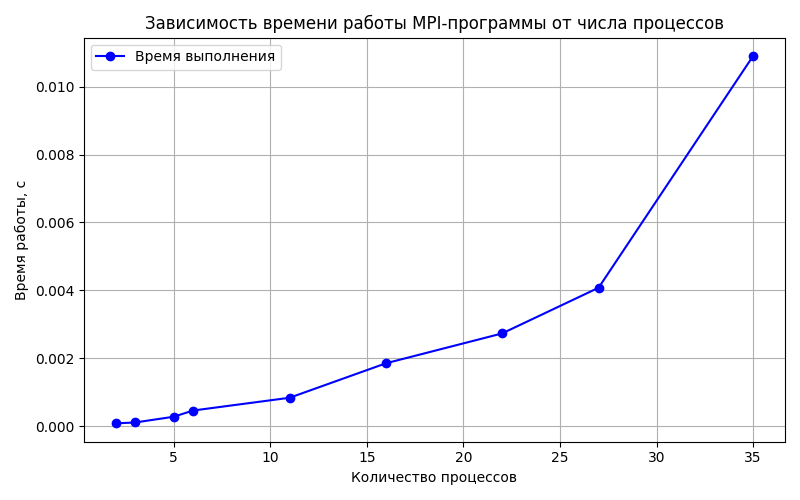 Зависимость времени работы MPI-программы от числа процессов
Время выполнения
0.010
0.008
0.006
0.004
0.002
0.000
Время работы, с
5 10 15 20 25 30 35
Количество процессов